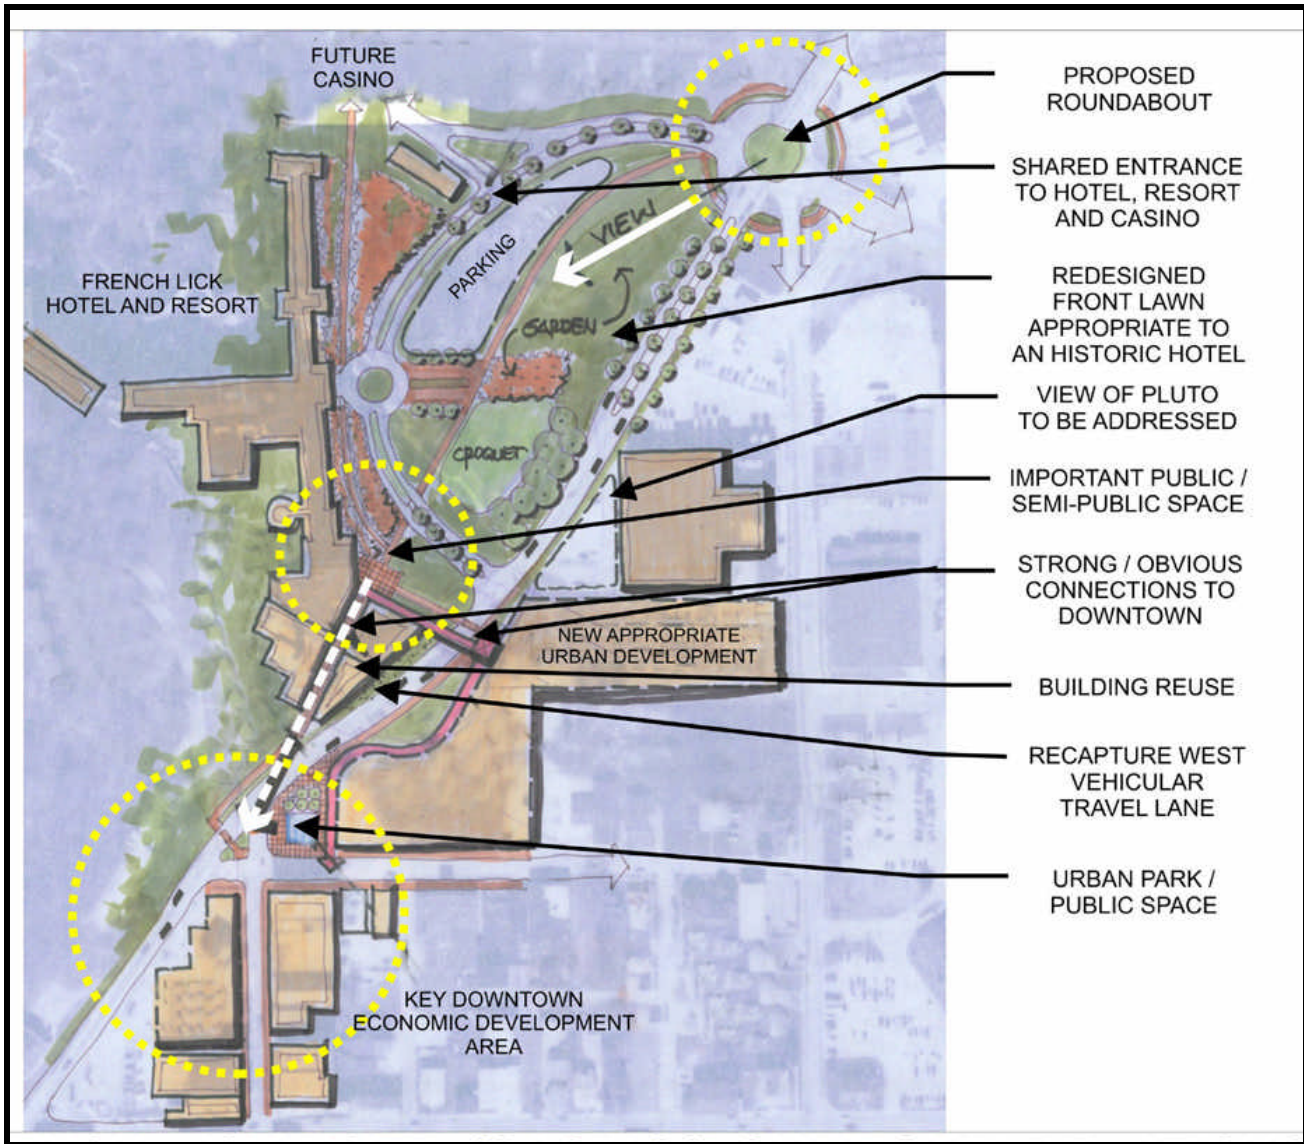 FUTURE
CASINO
FRENCH LICK
HOTEL AND RESORT
PARKING
VIEW
GARDEN
CROQUET
NEW APPROPRIATE
URBAN DEVELOPMENT
KEY DOWNTOWN
ECONOMIC DEVELOPMENT
AREA
PROPOSED
ROUNDABOUT
SHARED ENTRANCE
TO HOTEL, RESORT
AND CASINO
REDESIGNED
FRONT LAWN
APPROPRIATE TO
AN HISTORIC HOTEL
VIEW OF PLUTO
TO BE ADDRESSED
IMPORTANT PUBLIC /
SEMI-PUBLIC SPACE
STRONG / OBVIOUS
CONNECTIONS TO
DOWNTOWN
BUILDING REUSE
RECAPTURE WEST
VEHICULAR
TRAVEL LANE
URBAN PARK /
PUBLIC SPACE